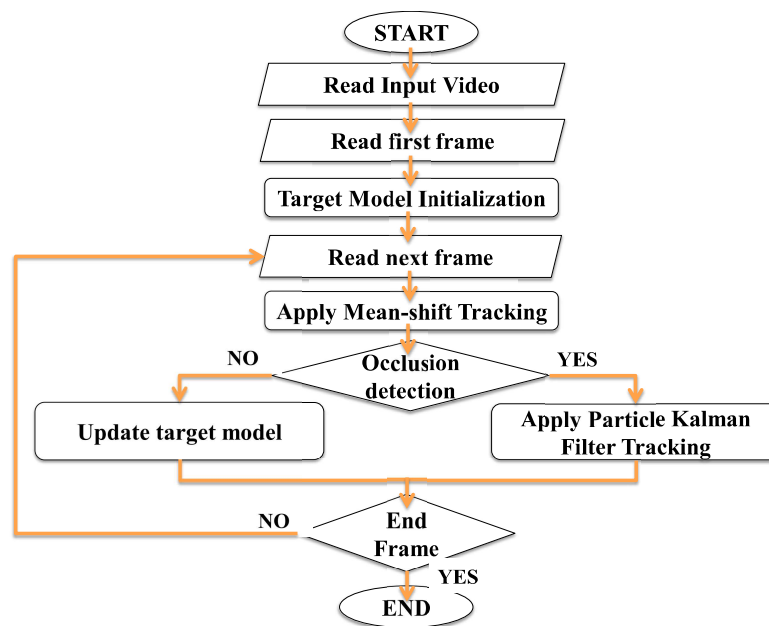 START
Read Input Video
Read first frame
Target Model Initialization
Read next frame
Apply Mean-shift Tracking
NO
Occlusion
detection
YES
Update target model
Apply Particle Kalman
Filter Tracking
NO
End
Frame
YES
END